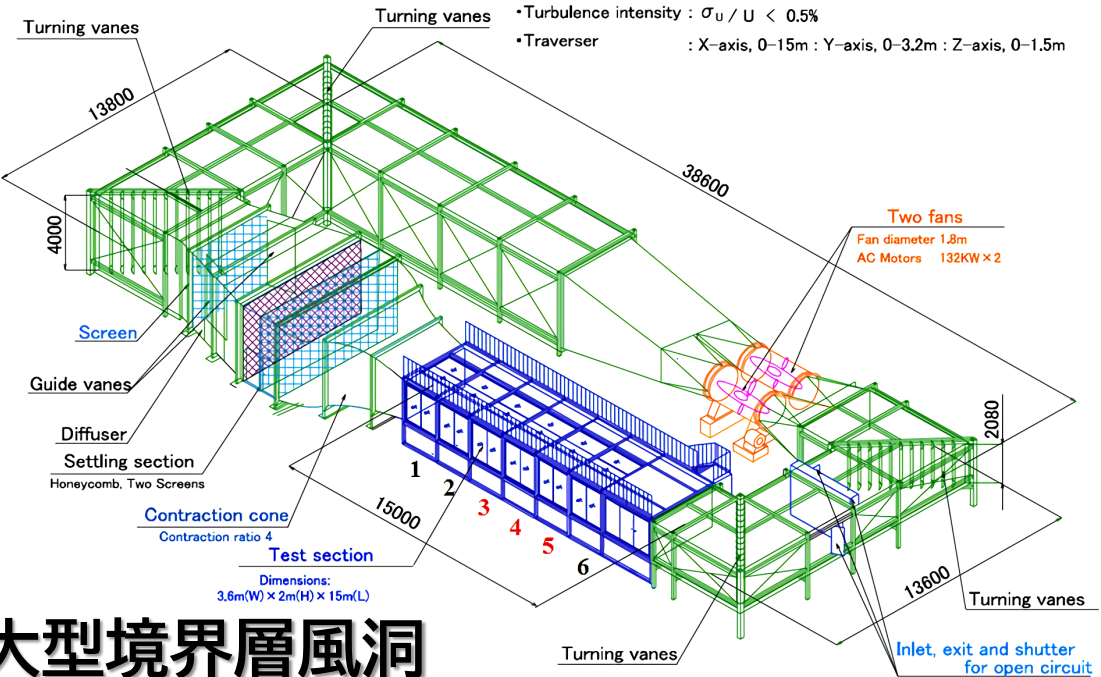 Turning vanes
Turning vanes
・Turbulence intensity : σU / U < 0.5%
・Traverser : X-axis, 0-15m : Y-axis, 0-3.2m : Z-axis, 0-1.5m
13800
38600
4000
Two fans
Fan diameter 1.8m
AC Motors 132KW×2
Screen
Guide vanes
Diffuser
Settling section
Honeycomb, Two Screens
Contraction cone
Contraction ratio 4
Test section
Dimensions:
3.6m(W)×2m(H)×15m(L)
15000
1
2
3
4
5
6
2080
13600
Turning vanes
Turning vanes
Inlet, exit and shutter
for open circuit
大型境界層風洞